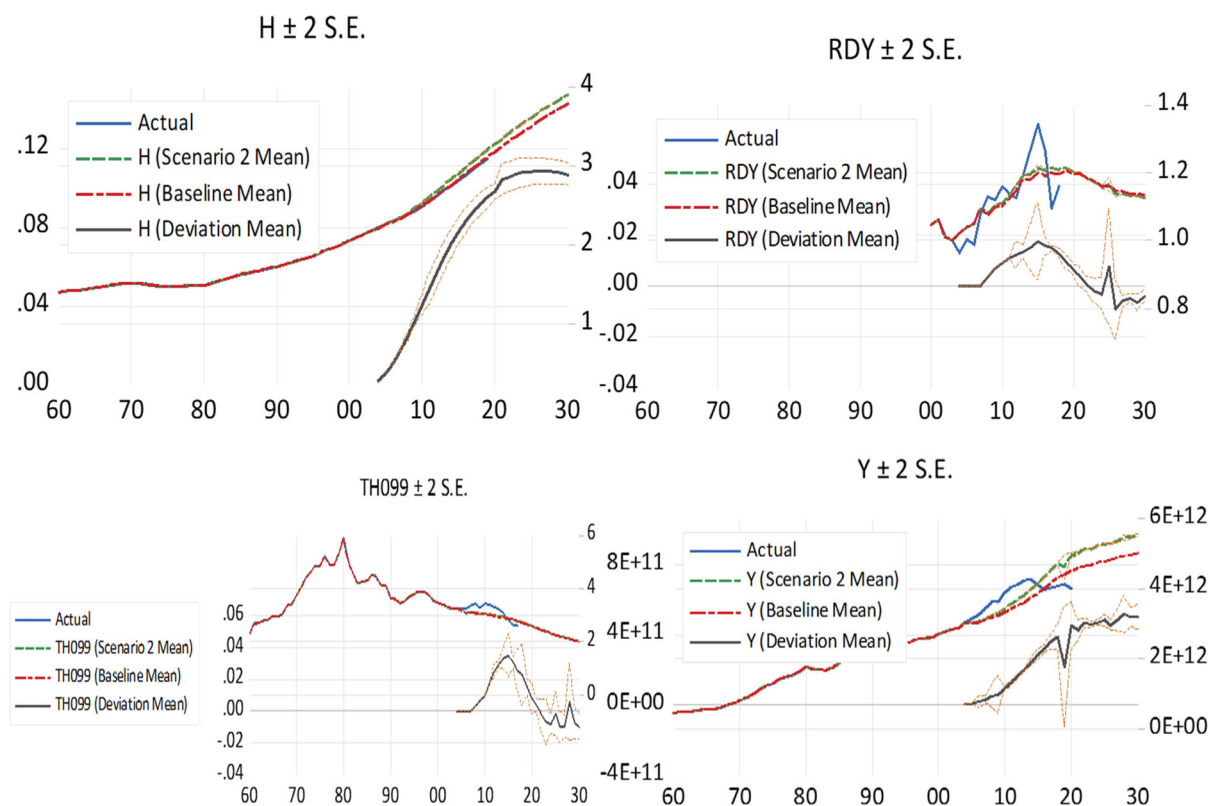 H ± 2 S.E.
Actual
H (Scenario 2 Mean)
H (Baseline Mean)
H (Deviation Mean)
4
3
2
1
.12
.08
.04
.00
60 70 80 90 00 10 20 30
RDY ± 2 S.E.
Actual
RDY (Scenario 2 Mean)
RDY (Baseline Mean)
RDY (Deviation Mean)
1.4
1.2
1.0
0.8
.04
.02
.00
-.02
-.04
60 70 80 90 00 10 20 30
TH099 ± 2 S.E.
Actual
TH099 (Scenario 2 Mean)
TH099 (Baseline Mean)
TH099 (Deviation Mean)
6
4
2
0
.06
.04
.02
.00
-.02
-.04
60 70 80 90 00 10 20 30
Y ± 2 S.E.
Actual
Y (Scenario 2 Mean)
Y (Baseline Mean)
Y (Deviation Mean)
6E+12
4E+12
2E+12
0E+00
8E+11
4E+11
0E+00
-4E+11
60 70 80 90 00 10 20 30